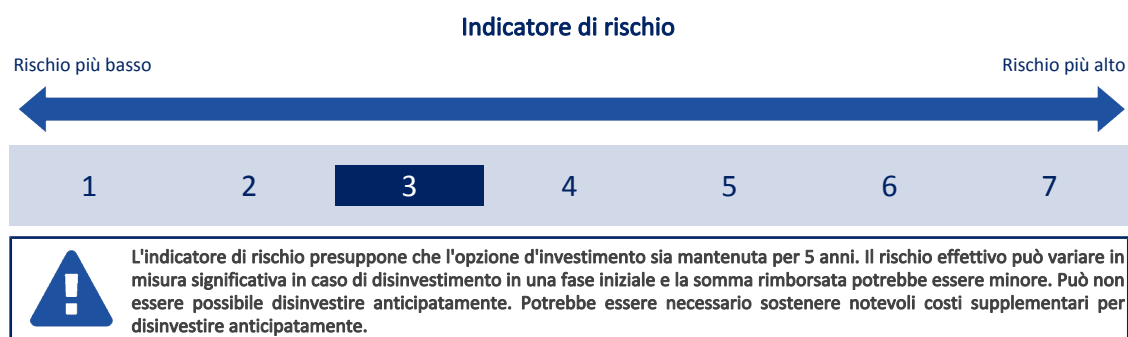 Indicatore di rischio
Rischio più basso
Rischio più alto
1 2 3 4 5 6 7
L'indicatore di rischio presuppone che l'opzione d'investimento sia mantenuta per 5 anni. Il rischio effettivo può variare in
misura significativa in caso di disinvestimento in una fase iniziale e la somma rimborsata potrebbe essere minore. Può non
essere possibile disinvestire anticipatamente. Potrebbe essere necessario sostenere notevoli costi supplementari per
disinvestire anticipatamente.